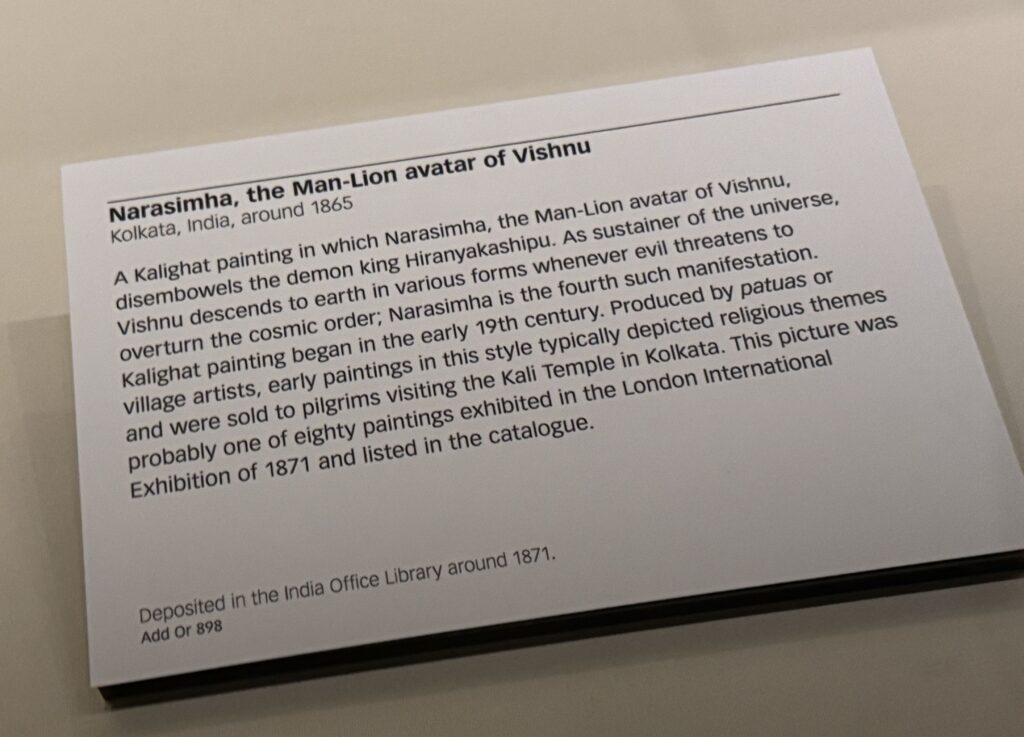 Narasimha, the Man-Lion avatar of Vishnu
Kolkata, India, around 1865
A Kalighat painting in which Narasimha, the Man-Lion avatar of Vishnu,
disembowels the demon king Hiranyakashipu. As sustainer of the universe,
Vishnu descends to earth in various forms whenever evil threatens to
overturn the cosmic order; Narasimha is the fourth such manifestation.
Kalighat painting began in the early 19th century. Produced by patuas or
village artists, early paintings in this style typically depicted religious themes
and were sold to pilgrims visiting the Kali Temple in Kolkata. This picture was
probably one of eighty paintings exhibited in the London International
Exhibition of 1871 and listed in the catalogue.
Deposited in the India Office Library around 1871.
Add Or 898